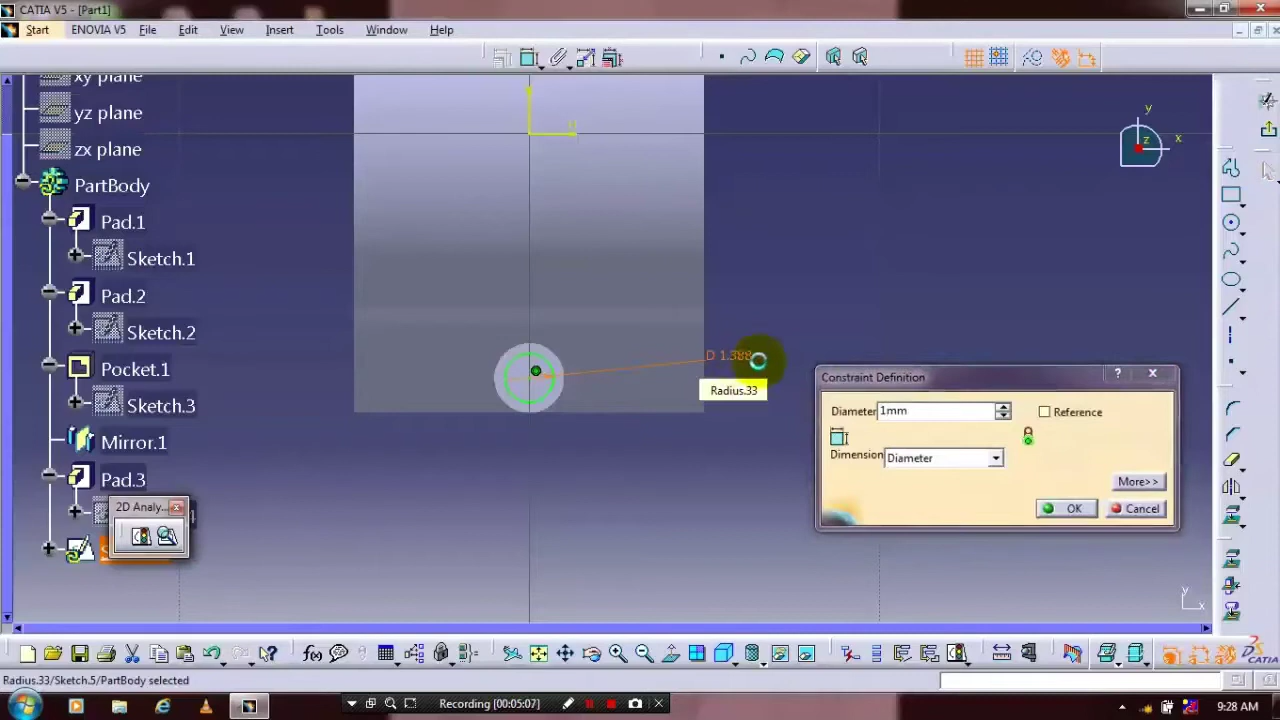 CATIA V5 - [Part1]
Start ENOVIA V5 File Edit View Insert Tools Window Help
xy plane
yz plane
zx plane
PartBody
Pad.1
Sketch.1
Pad.2
Sketch.2
Pocket.1
Sketch.3
Mirror.1
Pad.3
2D Analy...
y
x
z
D 1.388
Radius.33
Constraint Definition
Diameter 1mm
Reference
Dimension Diameter
More>>
OK Cancel
y
x
f(x)
Radius.33/Sketch.5/PartBody selected
Recording [00:05:07]
9:28 AM